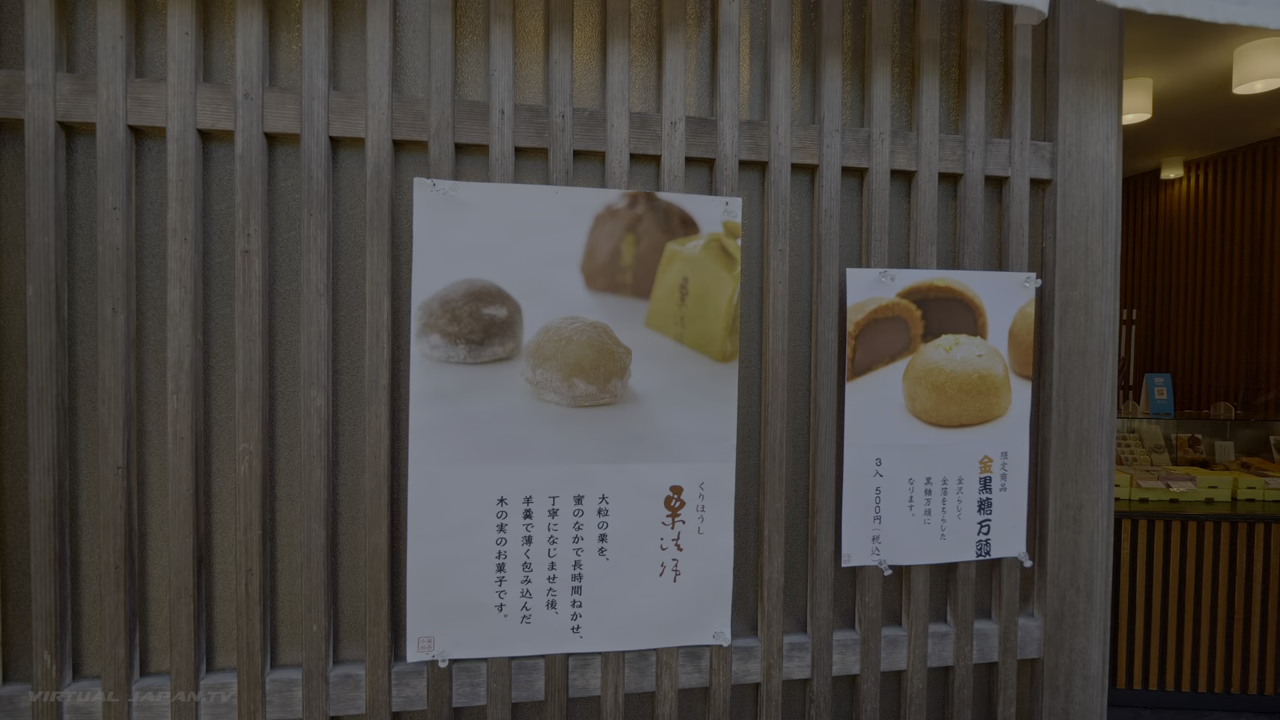 くりほうし
栗法師
大粒の栗を、
蜜のなかで長時間ねかせ、
丁寧になじませた後、
羊羹で薄く包み込んだ
木の実のお菓子です。
限定商品
金黒糖万頭
金沢らしく
金箔をちらした
黒糖万頭に
なります。
3入 500円(税込
VIRTUAL JAPAN.TV